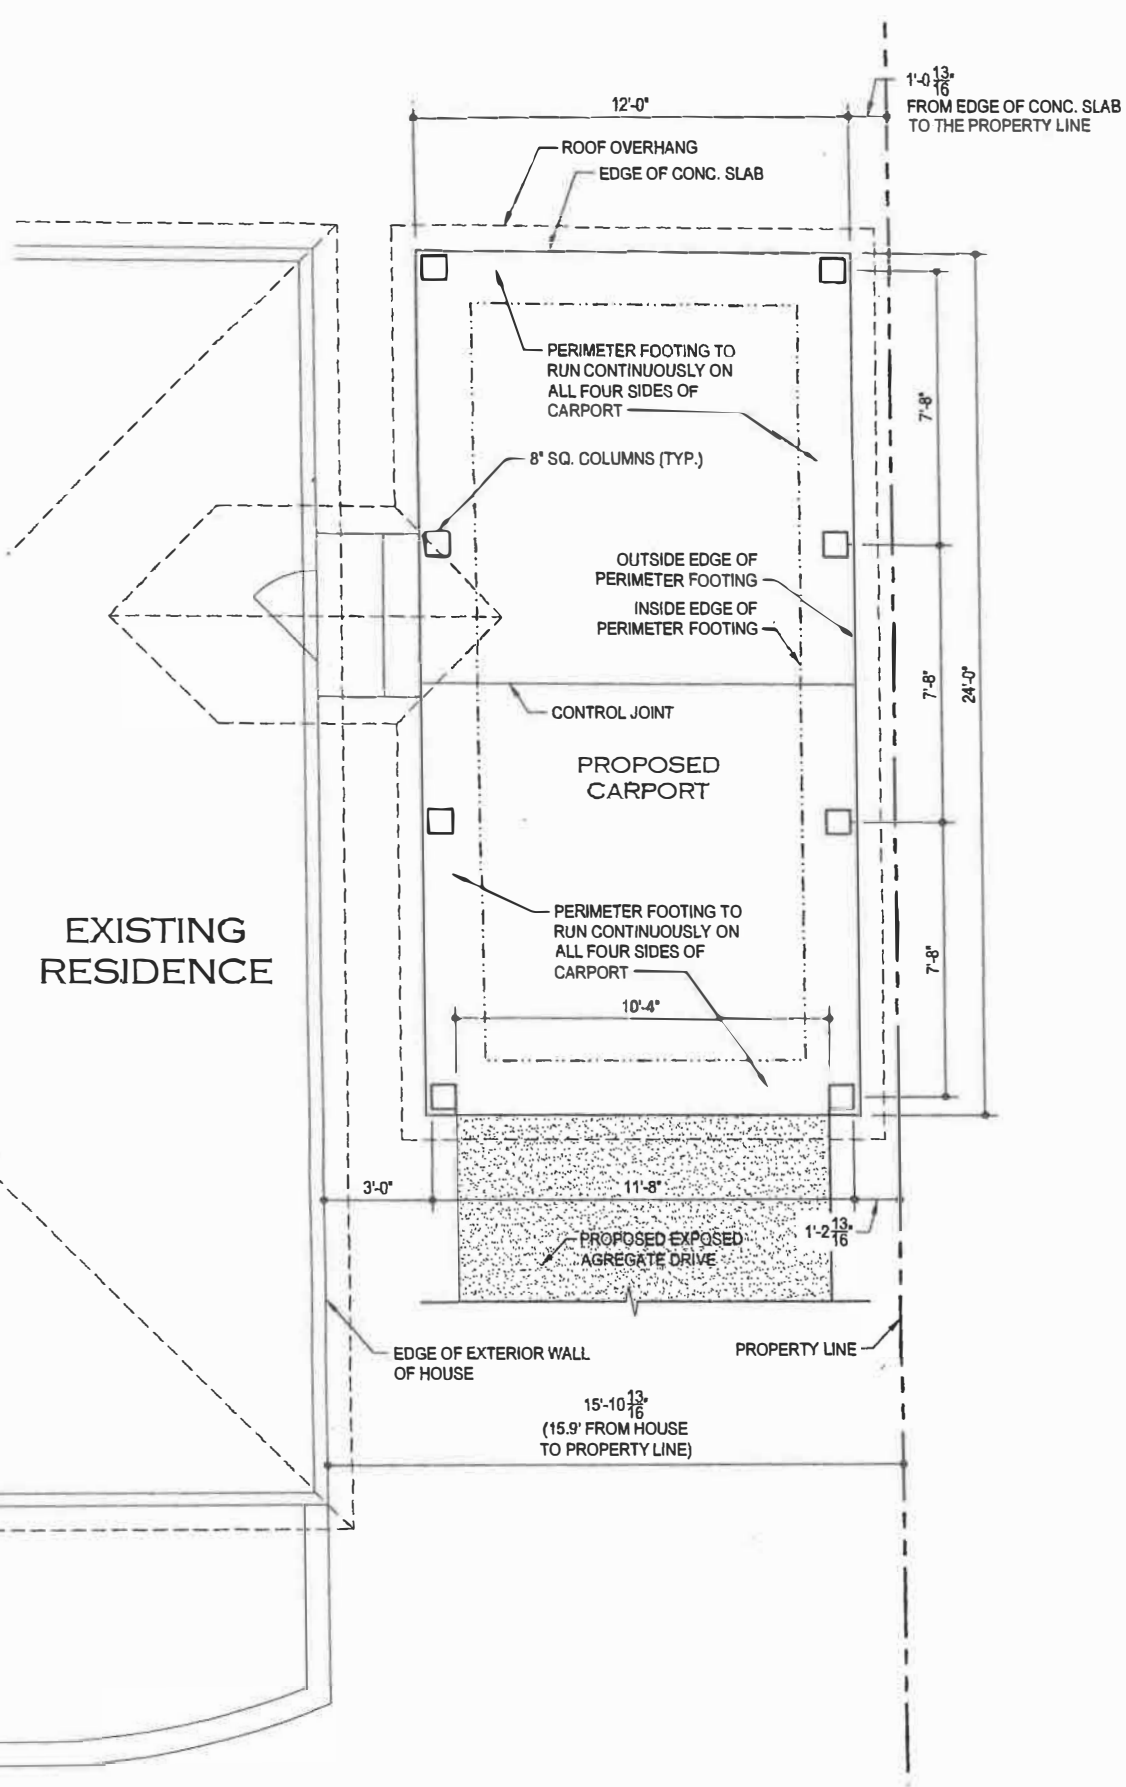 1'-0 13/16"
FROM EDGE OF CONC. SLAB
TO THE PROPERTY LINE
12'-0"
ROOF OVERHANG
EDGE OF CONC. SLAB
PERIMETER FOOTING TO
RUN CONTINUOUSLY ON
ALL FOUR SIDES OF
CARPORT
7'-8"
8" SQ. COLUMNS (TYP.)
OUTSIDE EDGE OF
PERIMETER FOOTING
INSIDE EDGE OF
PERIMETER FOOTING
7'-8"
24'-0"
CONTROL JOINT
PROPOSED
CARPORT
EXISTING
RESIDENCE
PERIMETER FOOTING TO
RUN CONTINUOUSLY ON
ALL FOUR SIDES OF
CARPORT
7'-8"
10'-4"
3'-0"
11'-8"
1'-2 13/16"
PROPOSED EXPOSED
AGREGATE DRIVE
EDGE OF EXTERIOR WALL
OF HOUSE
PROPERTY LINE
15'-10 13/16"
(15.9' FROM HOUSE
TO PROPERTY LINE)